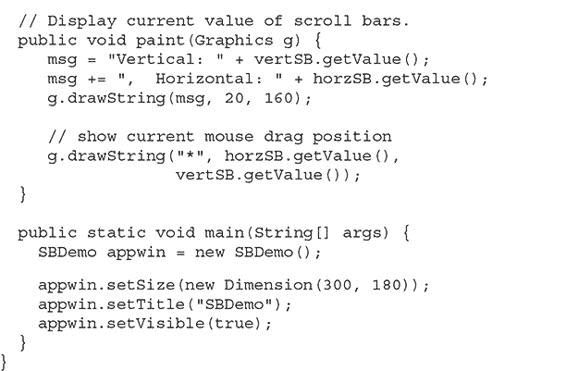 // Display current value of scroll bars.
public void paint(Graphics g) {
msg = "Vertical: " + vertSB.getValue();
msg += ",  Horizontal: " + horzSB.getValue();
g.drawString(msg, 20, 160);
// show current mouse drag position
g.drawString("*", horzSB.getValue(),
vertSB.getValue());
}
public static void main(String[] args) {
SBDemo appwin = new SBDemo();
appwin.setSize(new Dimension(300, 180));
appwin.setTitle("SBDemo");
appwin.setVisible(true);
}
}